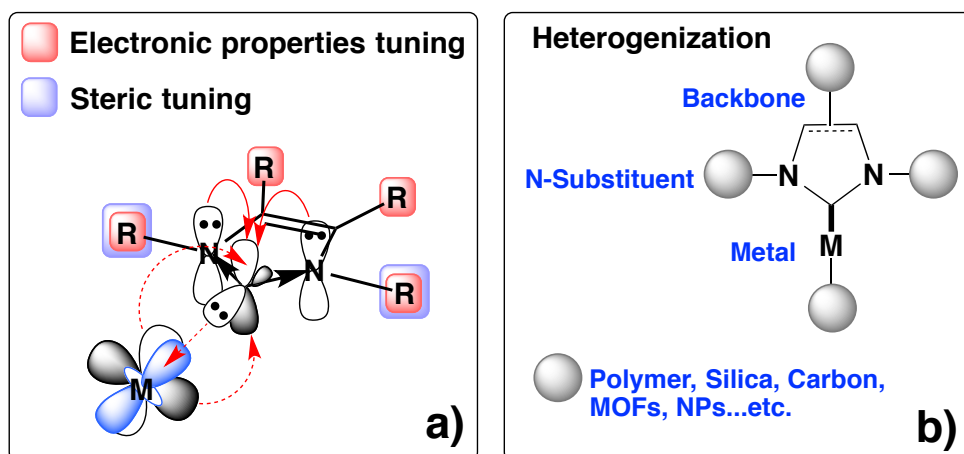 Electronic properties tuning
Steric tuning
R
R
R
N
N
R
M
a)
Heterogenization
Backbone
N-Substituent
N
N
Metal
M
Polymer, Silica, Carbon,
MOFs, NPs...etc.
b)